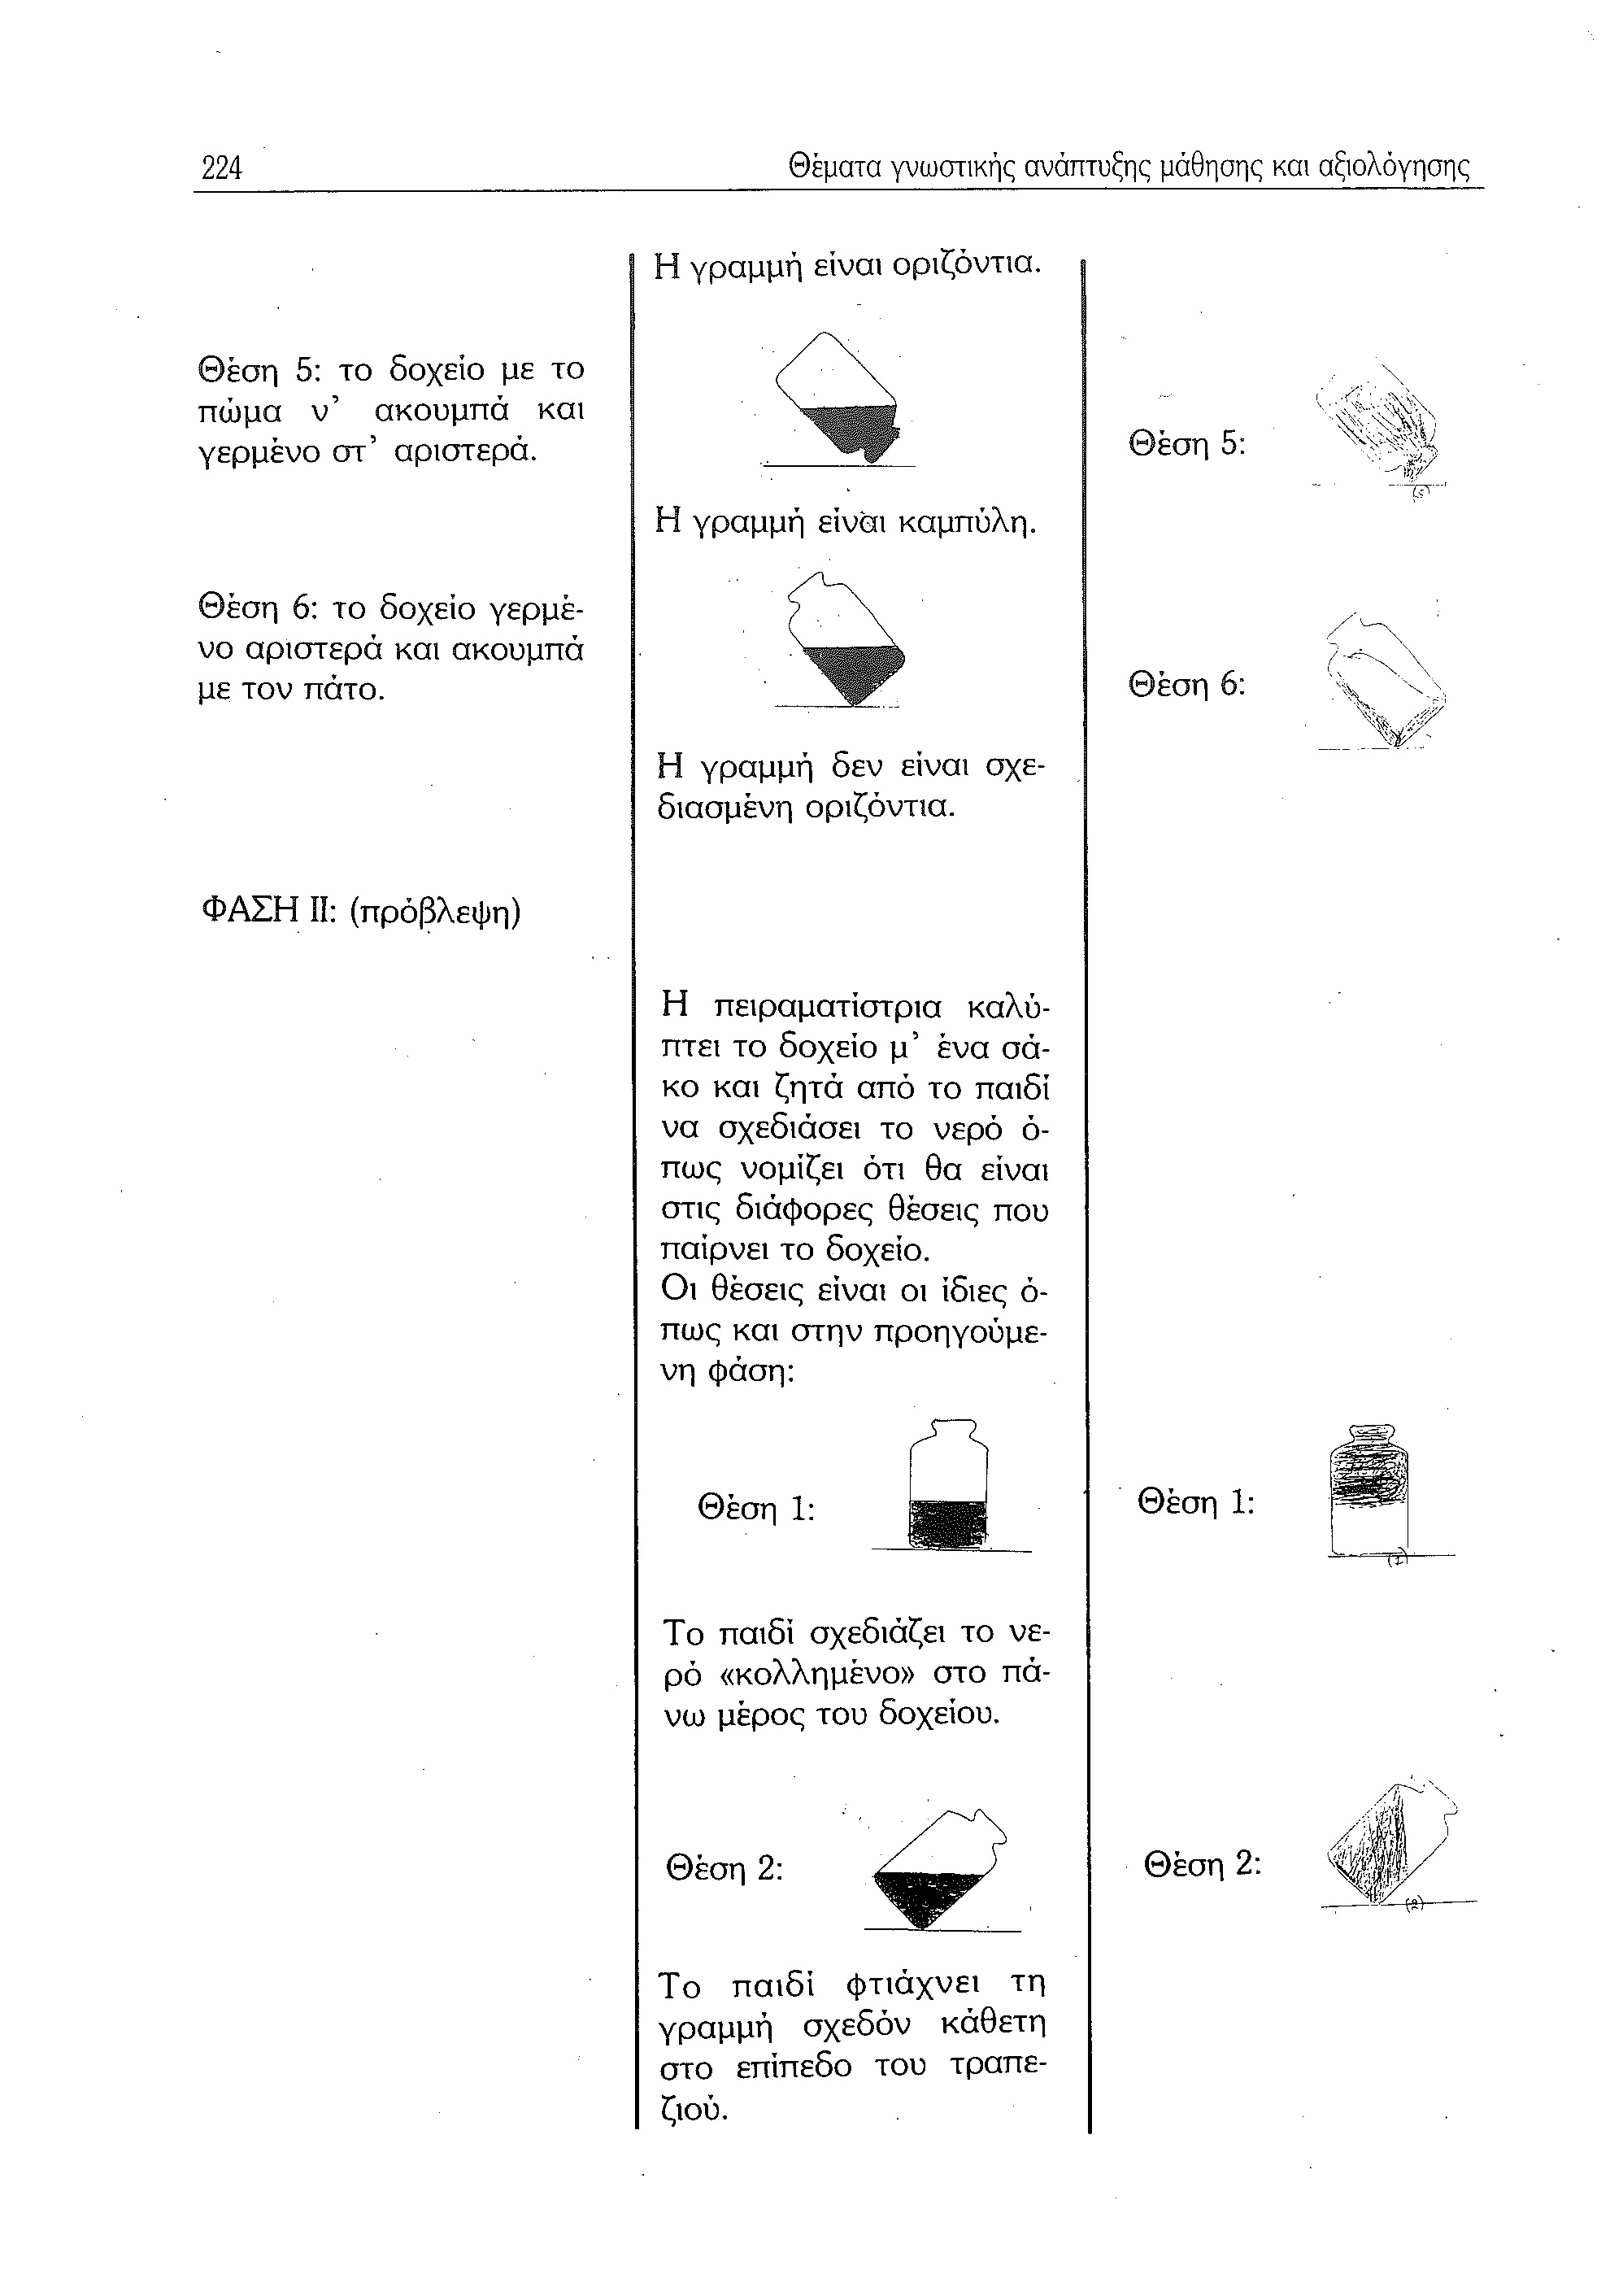 224
Θέματα γνωστικής ανάπτυξης μάθησης και αξιολόγησης
Η γραμμή είναι οριζόντια.
Θέση 5: το δοχείο με το
πώμα ν' ακουμπά και
γερμένο στ' αριστερά.
Θέση 5:
(5)
Η γραμμή είναι καμπύλη.
Θέση 6: το δοχείο γερμέ-
νο αριστερά και ακουμπά
με τον πάτο.
Θέση 6:
Η γραμμή δεν είναι σχε-
διασμένη οριζόντια.
ΦΑΣΗ ΙΙ: (πρόβλεψη)
Η πειραματίστρια καλύ-
πτει το δοχείο μ' ένα σά-
κο και ζητά από το παιδί
να σχεδιάσει το νερό ό-
πως νομίζει ότι θα είναι
στις διάφορες θέσεις που
παίρνει το δοχείο.
Οι θέσεις είναι οι ίδιες ό-
πως και στην προηγούμε-
νη φάση:
Θέση 1:
Θέση 1:
(1)
Το παιδί σχεδιάζει το νε-
ρό «κολλημένο» στο πά-
νω μέρος του δοχείου.
Θέση 2:
Θέση 2:
(2)
Το παιδί φτιάχνει τη
γραμμή σχεδόν κάθετη
στο επίπεδο του τραπε-
ζιού.